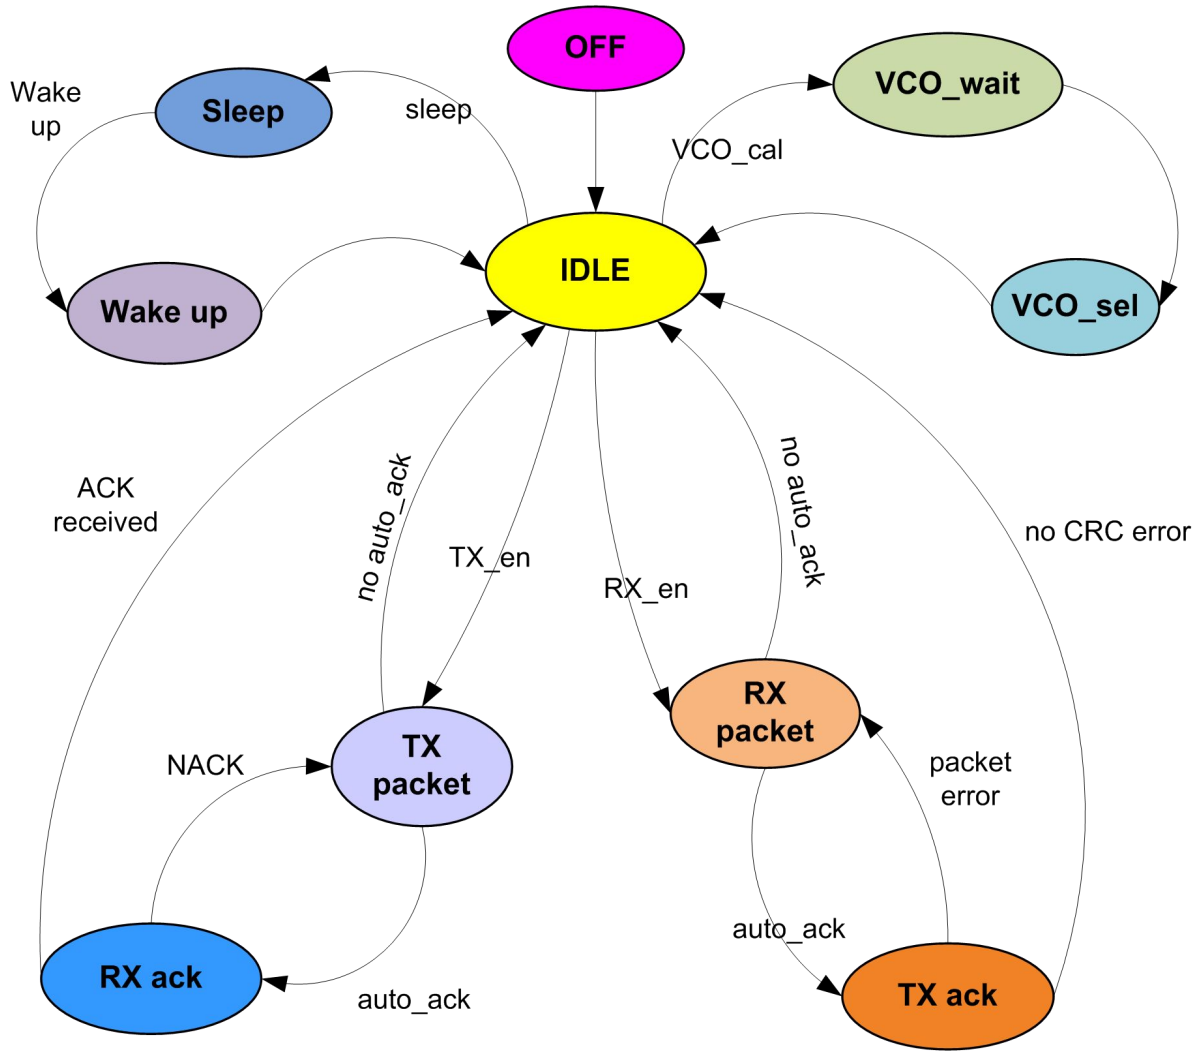 OFF
VCO_wait
Wake
up
Sleep
sleep
VCO_cal
IDLE
Wake up
VCO_sel
ACK
received
no auto_ack
TX_en
RX_en
no auto_ack
no CRC error
RX
packet
TX
packet
NACK
packet
error
auto_ack
RX ack
auto_ack
TX ack